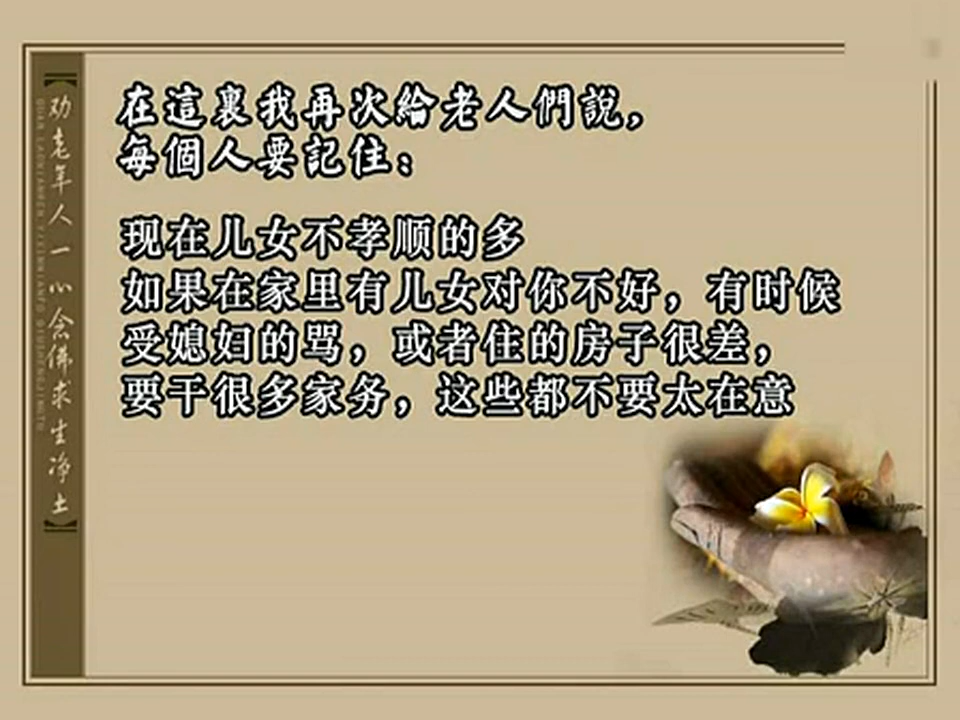 在這裏我再次給老人們說,
每個人要記住:
现在儿女不孝顺的多
如果在家里有儿女对你不好，有时候
受媳妇的骂，或者住的房子很差，
要干很多家务，这些都不要太在意
劝老年人一心念佛求生净土